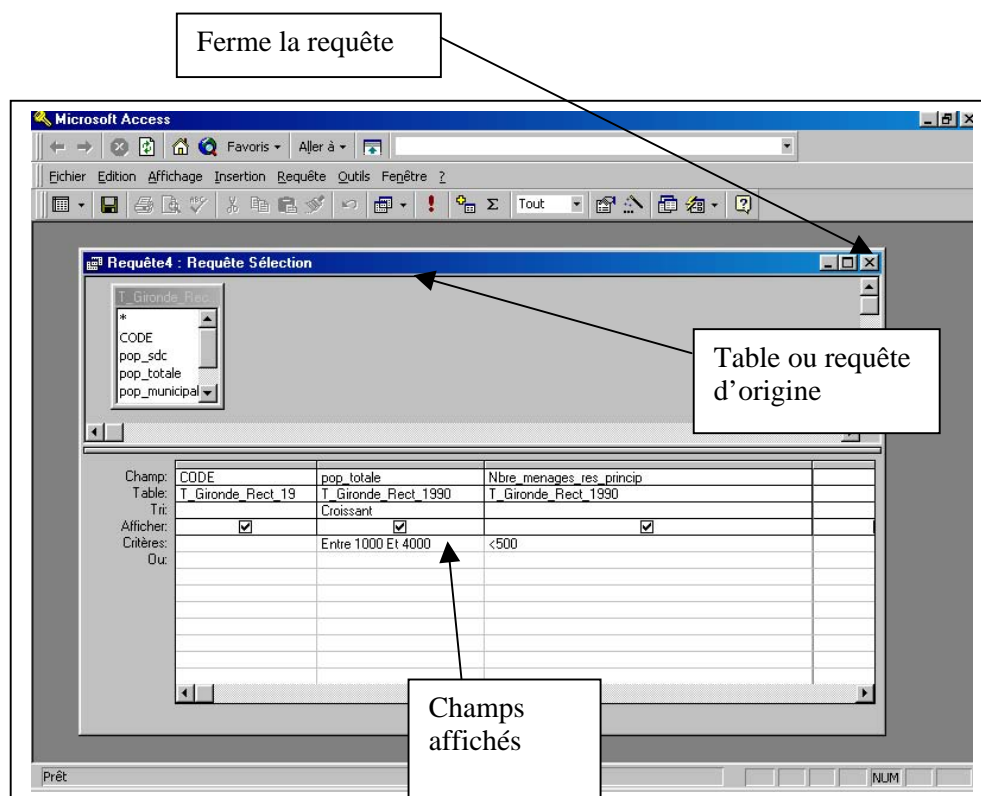 Ferme la requête
Microsoft Access
Favoris Aller à
Fichier Edition Affichage Insertion Requête Outils Fenêtre ?
Σ Tout
Requête4 : Requête Sélection
T_Gironde_Rec...
*
CODE
pop_sdc
pop_totale
pop_municipal
Table ou requête
d’origine
Champ: CODE pop_totale Nbre_menages_res_princip
Table: T_Gironde_Rect_19 T_Gironde_Rect_1990 T_Gironde_Rect_1990
Tri: Croissant
Afficher:
Critères: Entre 1000 Et 4000 <500
Ou:
Champs
affichés
Prêt NUM